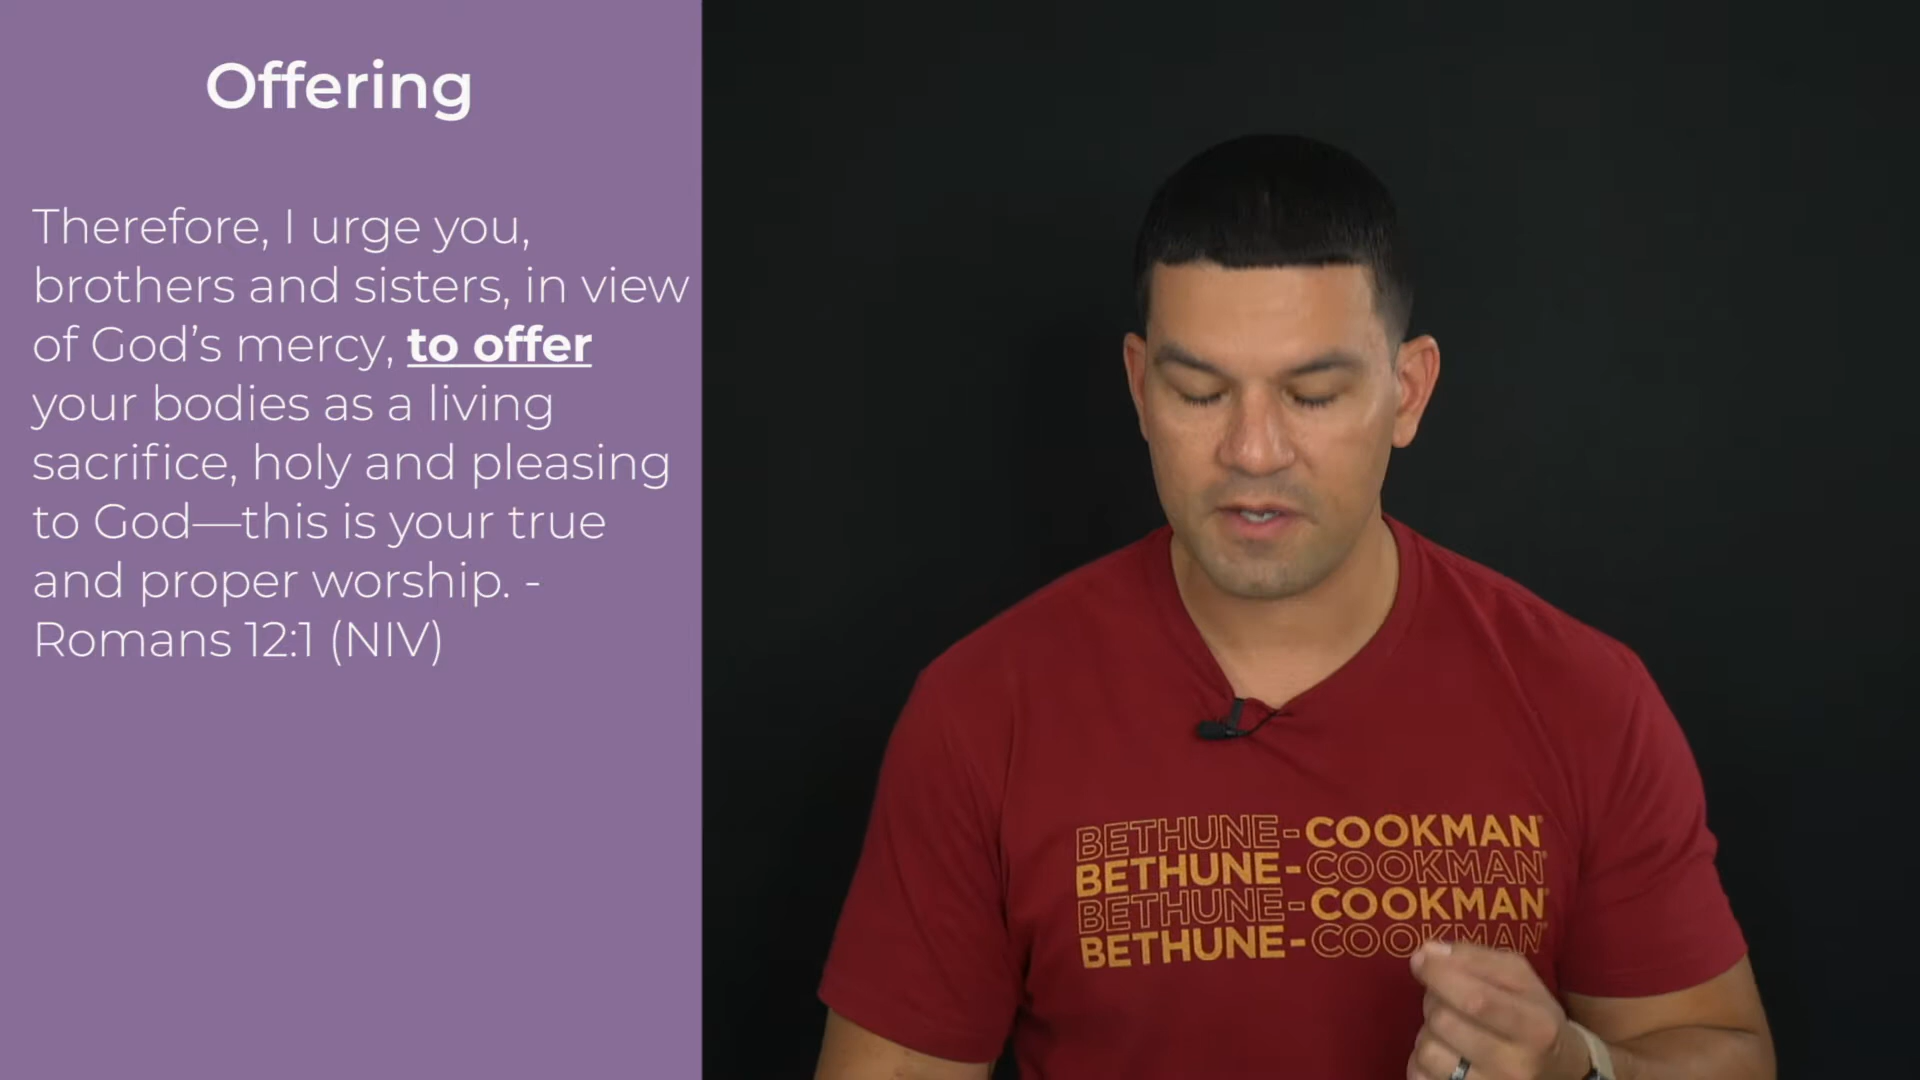 Offering
Therefore, I urge you,
brothers and sisters, in view
of God’s mercy, to offer
your bodies as a living
sacrifice, holy and pleasing
to God—this is your true
and proper worship. -
Romans 12:1 (NIV)
BETHUNE-COOKMAN
BETHUNE-COOKMAN
BETHUNE-COOKMAN
BETHUNE-COOKMAN